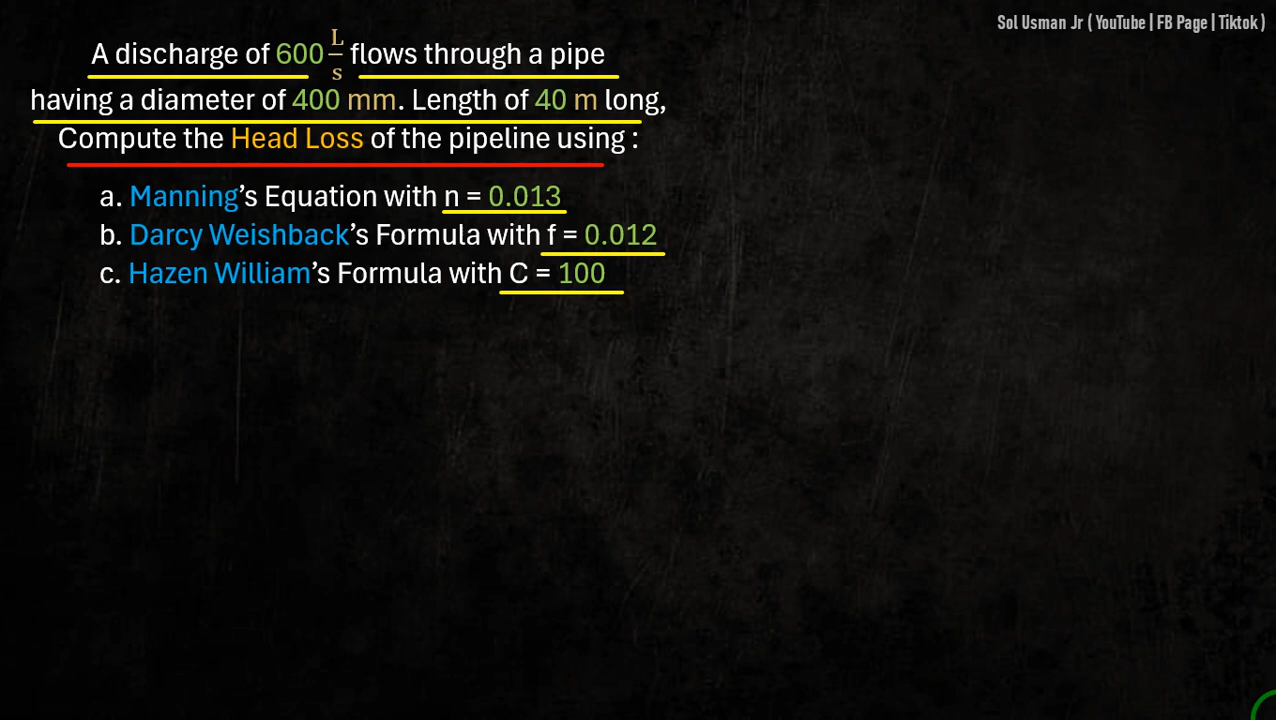 Sol Usman Jr ( YouTube | FB Page | Tiktok )
A discharge of 600 L/s flows through a pipe
having a diameter of 400 mm. Length of 40 m long,
Compute the Head Loss of the pipeline using :
a. Manning’s Equation with n = 0.013
b. Darcy Weishback’s Formula with f = 0.012
c. Hazen William’s Formula with C = 100